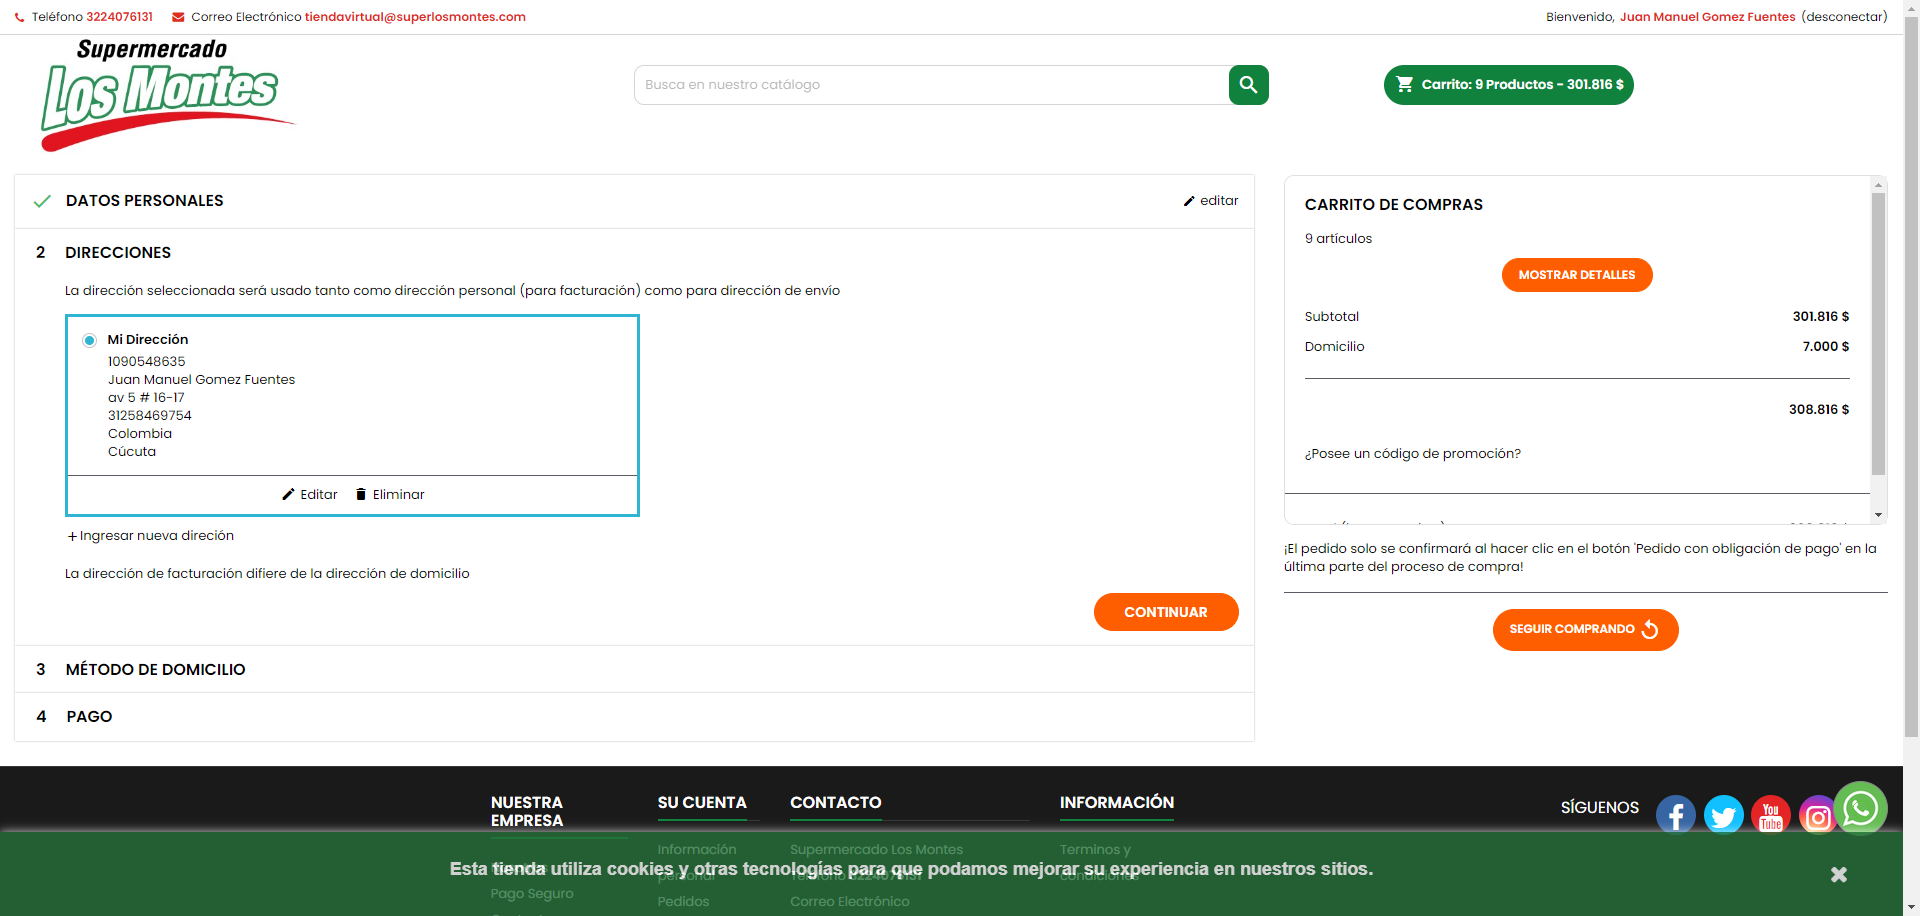 Teléfono 3224076131 Correo Electrónico tiendavirtual@superlosmontes.com
Bienvenido, Juan Manuel Gomez Fuentes (desconectar)
Supermercado
Los Montes
Busca en nuestro catálogo
Carrito: 9 Productos - 301.816 $
DATOS PERSONALES
editar
2 DIRECCIONES
La dirección seleccionada será usado tanto como dirección personal (para facturación) como para dirección de envío
Mi Dirección
1090548635
Juan Manuel Gomez Fuentes
av 5 # 16-17
31258469754
Colombia
Cúcuta
Editar Eliminar
+ Ingresar nueva direción
La dirección de facturación difiere de la dirección de domicilio
CONTINUAR
3 MÉTODO DE DOMICILIO
4 PAGO
CARRITO DE COMPRAS
9 artículos
MOSTRAR DETALLES
Subtotal 301.816 $
Domicilio 7.000 $
308.816 $
¿Posee un código de promoción?
¡El pedido solo se confirmará al hacer clic en el botón 'Pedido con obligación de pago' en la
última parte del proceso de compra!
SEGUIR COMPRANDO
NUESTRA
EMPRESA
Pago Seguro
SU CUENTA
Información
personal
Pedidos
CONTACTO
Supermercado Los Montes
Teléfono 3224076131
Correo Electrónico
INFORMACIÓN
Terminos y
condiciones
SÍGUENOS
You
Tube
Esta tienda utiliza cookies y otras tecnologías para que podamos mejorar su experiencia en nuestros sitios.